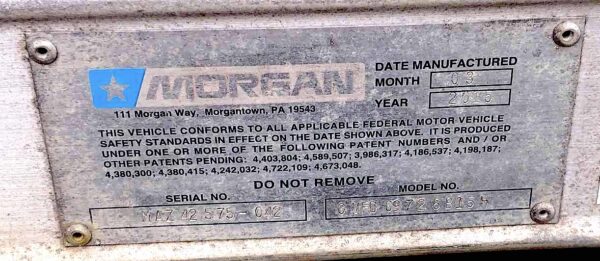 MORGAN
111 Morgan Way, Morgantown, PA 19543
DATE MANUFACTURED
MONTH 03
YEAR
THIS VEHICLE CONFORMS TO ALL APPLICABLE FEDERAL MOTOR VEHICLE
SAFETY STANDARDS IN EFFECT ON THE DATE SHOWN ABOVE. IT IS PRODUCED
UNDER ONE OR MORE OF THE FOLLOWING PATENT NUMBERS AND / OR
OTHER PATENTS PENDING: 4,403,804; 4,589,507; 3,986,317; 4,186,537; 4,198,187;
4,380,300; 4,380,415; 4,242,032; 4,722,109; 4,673,048.
DO NOT REMOVE
SERIAL NO.
MODEL NO.